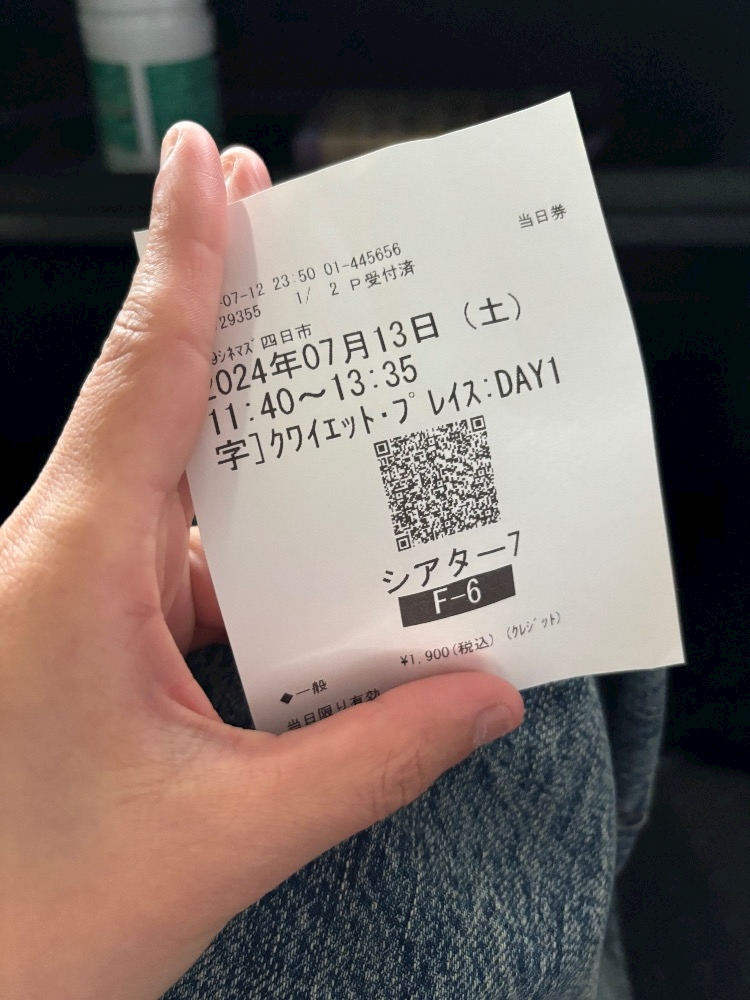 当日券
-07-12 23:50 01-445656
29355 1/ 2 P受付済
9シネマズ 四日市
2024年07月13日（土）
11:40～13:35
字]クワイエット・プレイス:DAY1
シアター7
F-6
¥1,900(税込) (クレジット)
◆一般
当日限り有効